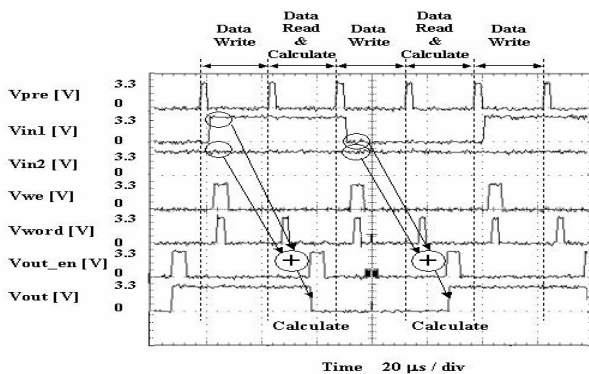 Data Write
Data Read & Calculate
Data Write
Data Read & Calculate
Data Write
Vpre [V] 3.3 0
Vin1 [V] 3.3 0
Vin2 [V] 3.3 0
Vwe [V] 3.3 0
Vword [V] 3.3 0
Vout_en [V] 3.3 0
Vout [V] 3.3 0
+ +
Calculate Calculate
Time 20 µs / div